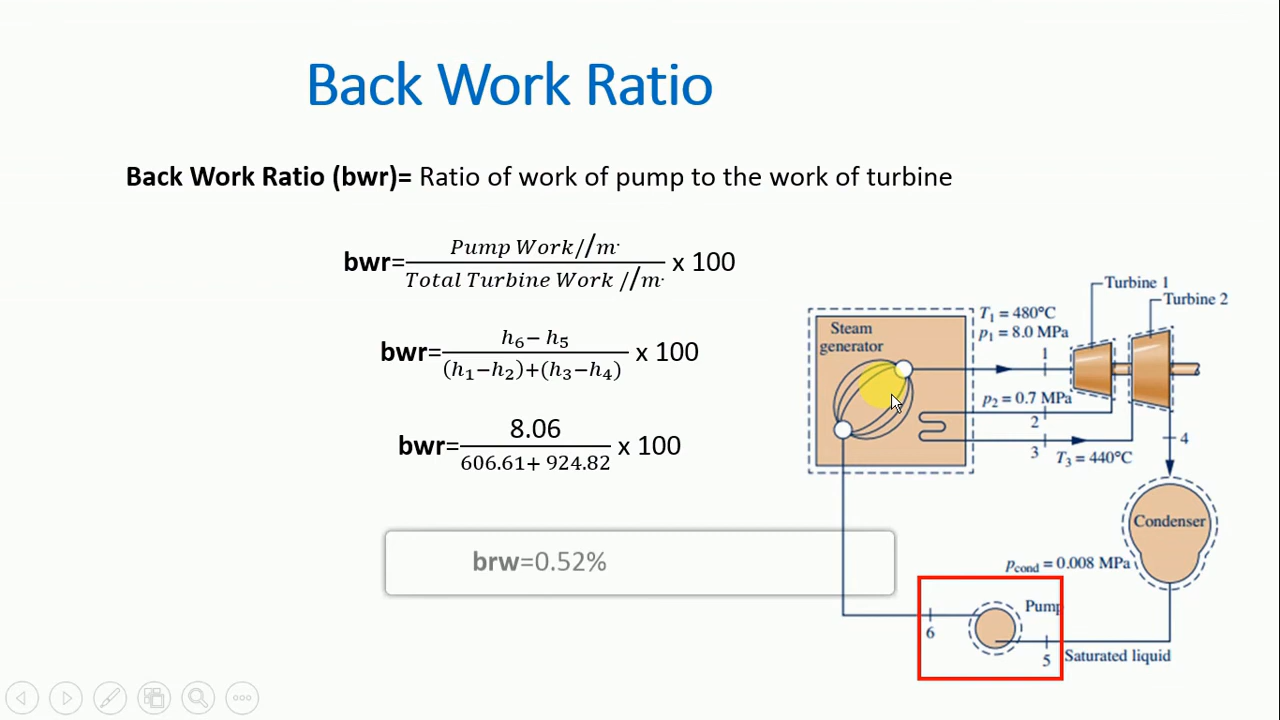 Back Work Ratio
Back Work Ratio (bwr)= Ratio of work of pump to the work of turbine
bwr=Pump Work//ṁ
Total Turbine Work //ṁ x 100
bwr=h₆− h₅
(h₁−h₂)+(h₃−h₄) x 100
bwr=8.06
606.61+ 924.82 x 100
brw=0.52%
Turbine 1
Turbine 2
T₁ = 480°C
p₁ = 8.0 MPa
Steam
generator
1
p₂ = 0.7 MPa
2
3
T₃ = 440°C
4
Condenser
p_cond = 0.008 MPa
Pump
6
5
Saturated liquid